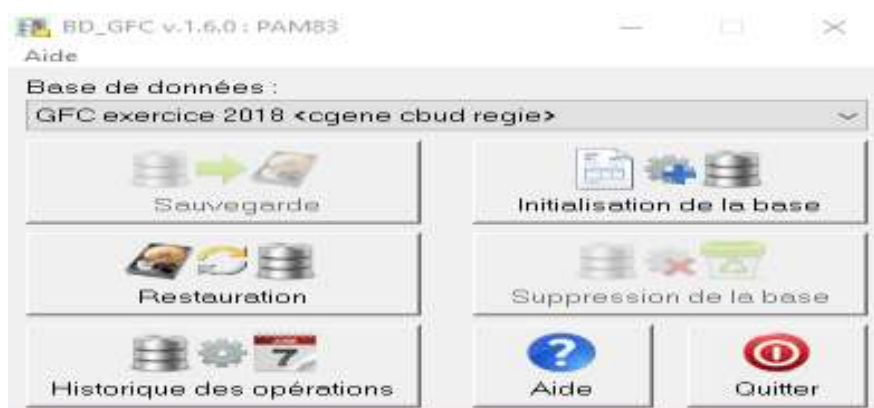 BD_GFC v.1.6.0 : PAM83
Aide
Base de données :
GFC exercice 2018 <cgene cbud regie>
Sauvegarde
Initialisation de la base
Restauration
Suppression de la base
7
Historique des opérations
Aide
Quitter